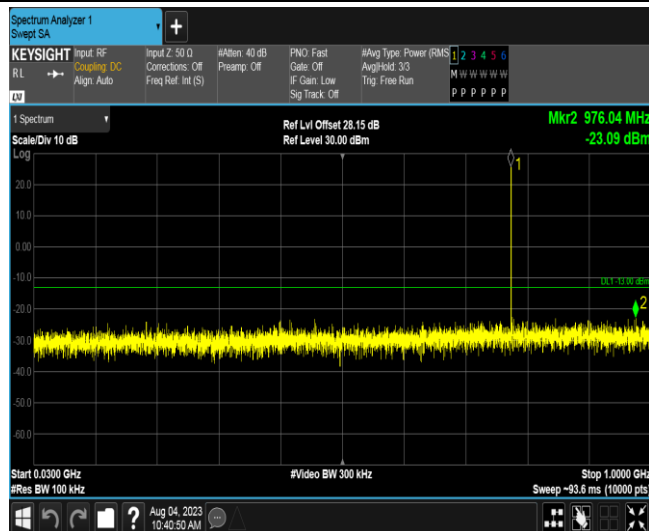 Spectrum Analyzer 1
Swept SA
+
KEYSIGHT
RL
LXI
Input: RF
Coupling: DC
Align: Auto
Input Z: 50 Ω
Corrections: Off
Freq Ref: Int (S)
#Atten: 40 dB
Preamp: Off
PNO: Fast
Gate: Off
IF Gain: Low
Sig Track: Off
#Avg Type: Power (RMS
Avg|Hold: 3/3
Trig: Free Run
1 2 3 4 5 6
M W W W W W
P P P P P P
1 Spectrum
Scale/Div 10 dB
Log
Ref Lvl Offset 28.15 dB
Ref Level 30.00 dBm
Mkr2 976.04 MHz
-23.09 dBm
1
20.0
10.0
0.00
-10.0
DL1 -13.00 dBm
-20.0
2
-30.0
-40.0
-50.0
-60.0
Start 0.0300 GHz
#Res BW 100 kHz
#Video BW 300 kHz
Stop 1.0000 GHz
Sweep ~93.6 ms (10000 pts)
?
Aug 04, 2023
10:40:50 AM